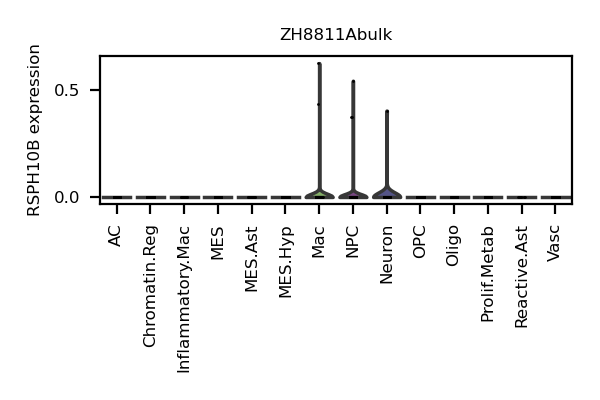 ZH8811Abulk
RSPH10B expression
0.5
0.0
AC
Chromatin.Reg
Inflammatory.Mac
MES
MES.Ast
MES.Hyp
Mac
NPC
Neuron
OPC
Oligo
Prolif.Metab
Reactive.Ast
Vasc